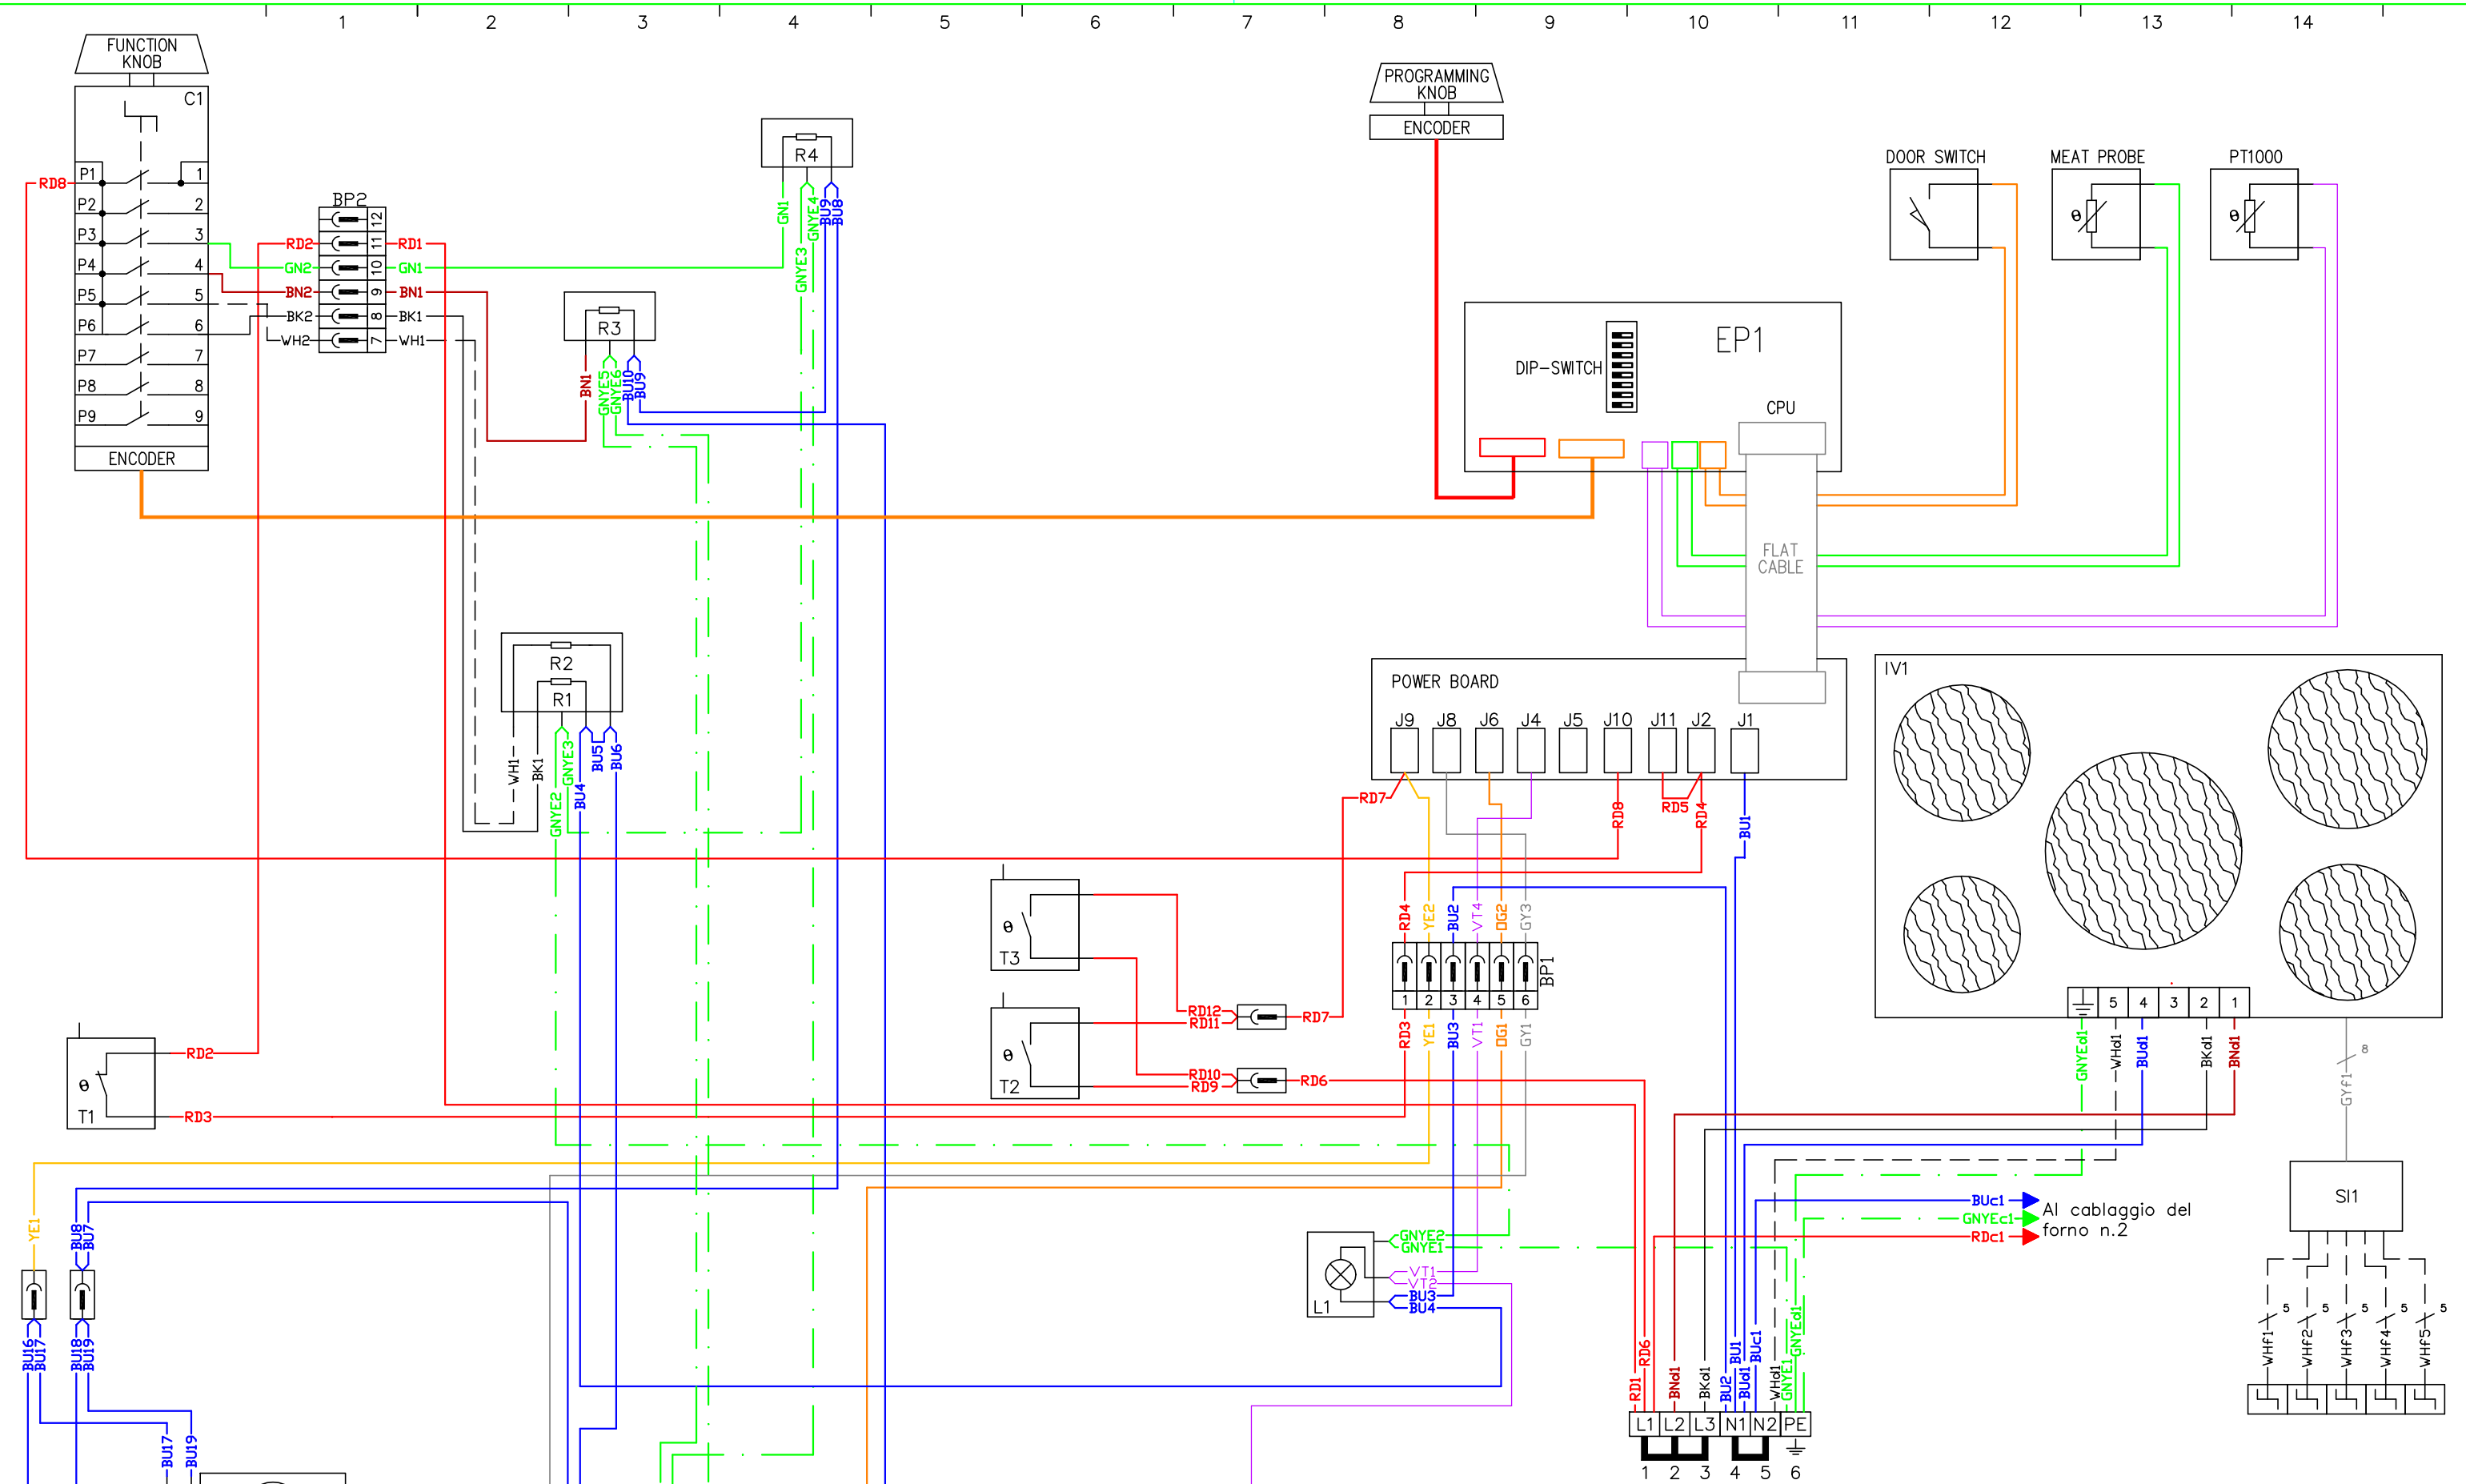 1 2 3 4 5 6 7 8 9 10 11 12 13 14
FUNCTION
KNOB
C1
P1 1
P2 2
P3 3
P4 4
P5 5
P6 6
P7 7
P8 8
P9 9
ENCODER
RD8
BP2
12
RD2 11 RD1
GN2 10 GN1
BN2 9 BN1
BK2 8 BK1
WH2 7 WH1
R4
GN1
GNYE3
GNYE4
BU9
BU8
R3
BN1
GNYE5
GNYE6
BU10
BU9
R2
R1
WH1
BK1
GNYE2
GNYE3
BU4
BU5
BU6
PROGRAMMING
KNOB
ENCODER
DOOR SWITCH
MEAT PROBE
θ
PT1000
θ
EP1
DIP-SWITCH
CPU
FLAT
CABLE
POWER BOARD
J9 J8 J6 J4 J5 J10 J11 J2 J1
RD7
RD8
RD5
RD4
BU1
RD4
YE2
BU2
VT4
OG2
GY3
BP1
1 2 3 4 5 6
RD3
YE1
BU3
VT1
OG1
GY1
θ
T3
θ
T2
RD12
RD11
RD7
RD10
RD9
RD6
θ
T1
RD2
RD3
IV1
5 4 3 2 1
GNYEd1
WHd1
BUd1
BKd1
BNd1
8
GYf1
SI1
5 5 5 5 5
WHf1
WHf2
WHf3
WHf4
WHf5
BUc1
GNYEc1
RDc1
Al cablaggio del
forno n.2
L1
GNYE2
GNYE1
VT1
VT2
BU3
BU4
YE1
BU8
BU7
BU16
BU17
BU18
BU19
BU17
BU19
RD1
RD6
BNd1
BKd1
BU2
BU1
BUd1
BUc1
WHd1
GNYE1
GNYEd1
L1 L2 L3 N1 N2 PE
1 2 3 4 5 6